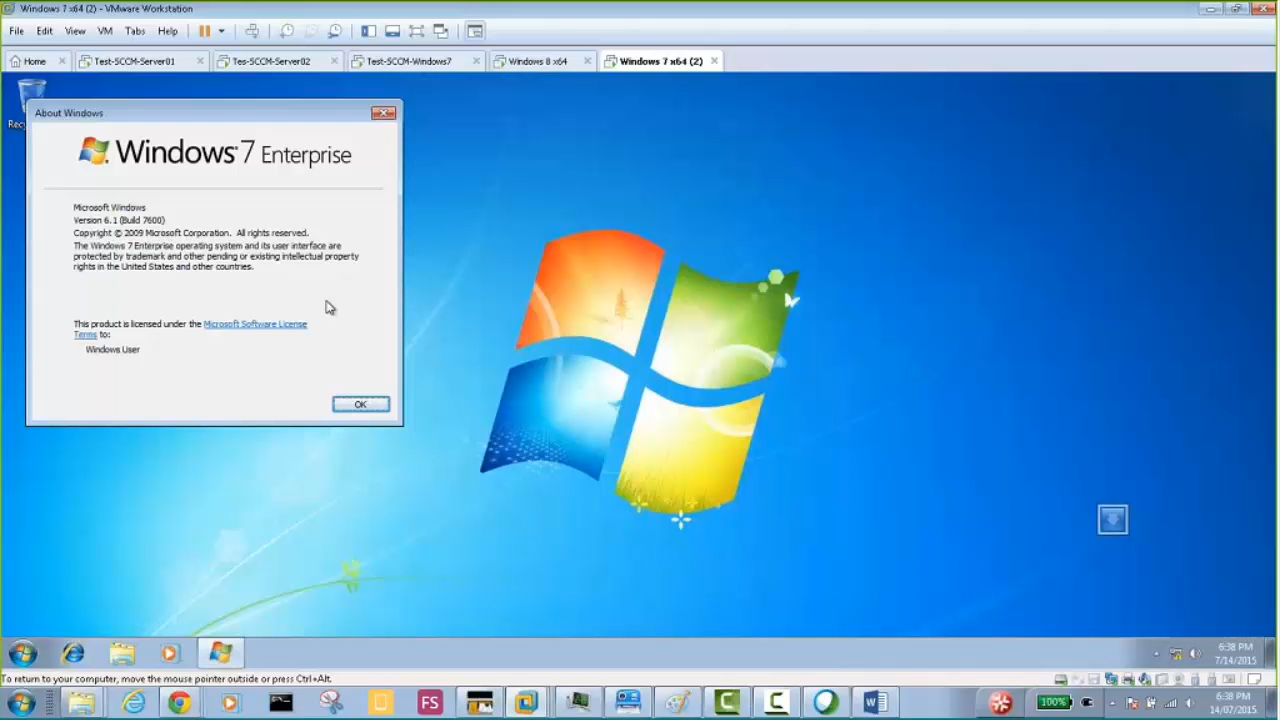 Windows 7 x64 (2) - VMware Workstation
File Edit View VM Tabs Help
Home Test-SCCM-Server01 Tes-SCCM-Server02 Test-SCCM-Windows7 Windows 8 x64 Windows 7 x64 (2)
About Windows
Windows 7 Enterprise
Microsoft Windows
Version 6.1 (Build 7600)
Copyright © 2009 Microsoft Corporation. All rights reserved.
The Windows 7 Enterprise operating system and its user interface are
protected by trademark and other pending or existing intellectual property
rights in the United States and other countries.
This product is licensed under the Microsoft Software License
Terms to:
Windows User
OK
6:38 PM
7/14/2015
To return to your computer, move the mouse pointer outside or press Ctrl+Alt.
FS
100%
6:38 PM
14/07/2015